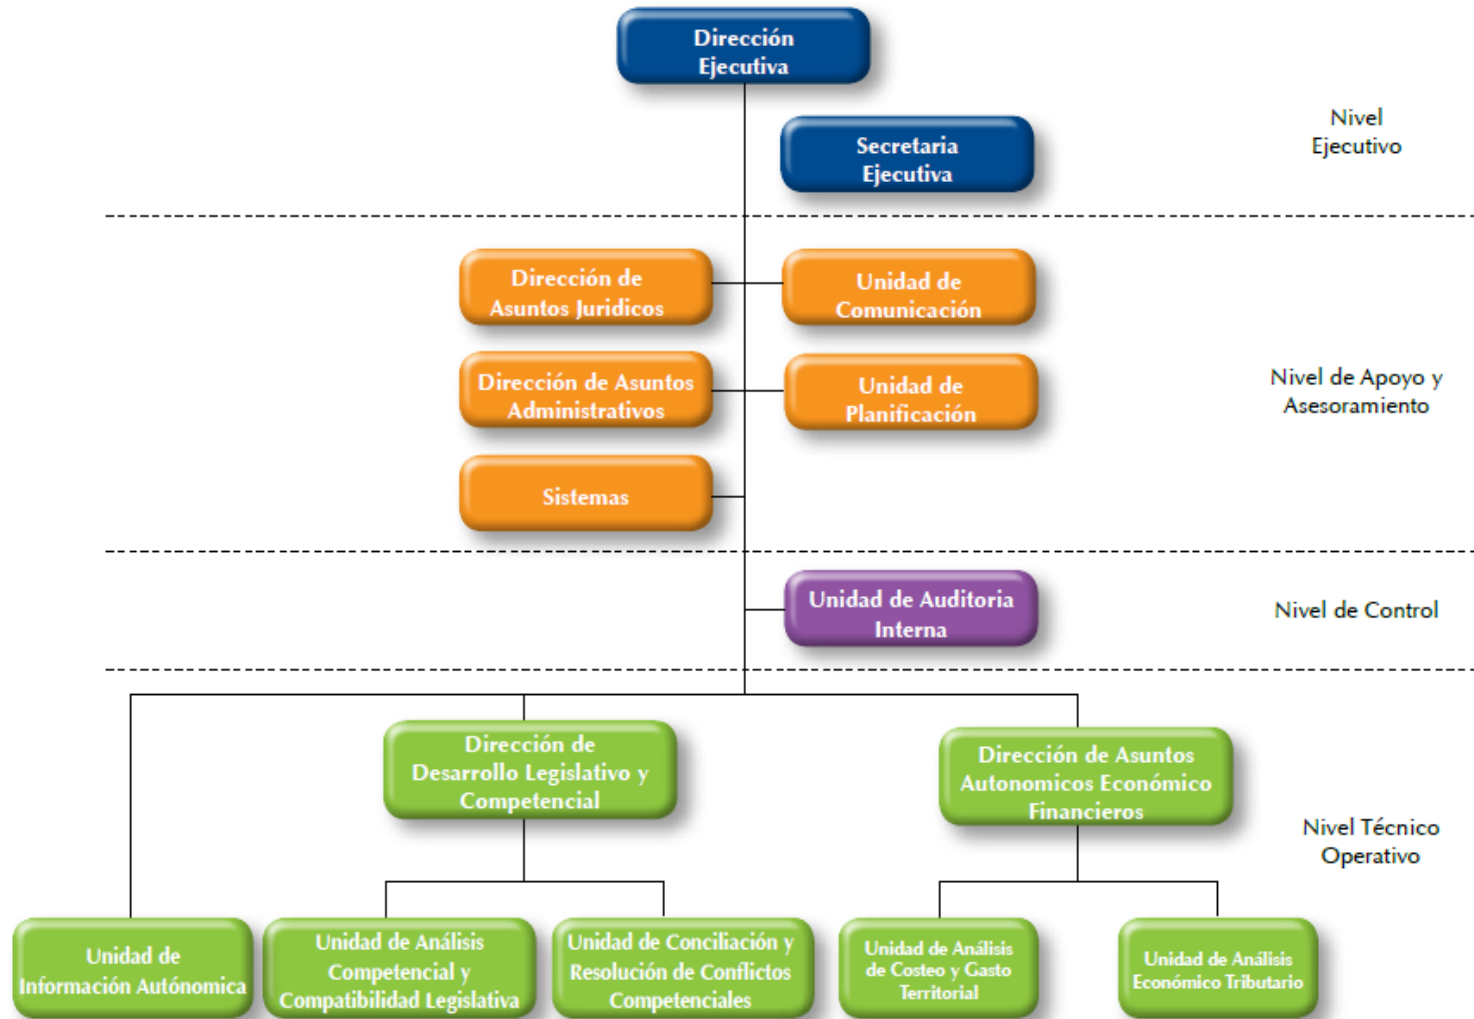 Dirección
Ejecutiva
Secretaria
Ejecutiva
Nivel
Ejecutivo
Dirección de
Asuntos Juridicos
Unidad de
Comunicación
Dirección de Asuntos
Administrativos
Unidad de
Planificación
Nivel de Apoyo y
Asesoramiento
Sistemas
Unidad de Auditoria
Interna
Nivel de Control
Dirección de
Desarrollo Legislativo y
Competencial
Dirección de Asuntos
Autonomicos Económico
Financieros
Nivel Técnico
Operativo
Unidad de
Información Autónomica
Unidad de Análisis
Competencial y
Compatibilidad Legislativa
Unidad de Conciliación y
Resolución de Conflictos
Competenciales
Unidad de Análisis
de Costeo y Gasto
Territorial
Unidad de Análisis
Económico Tributario